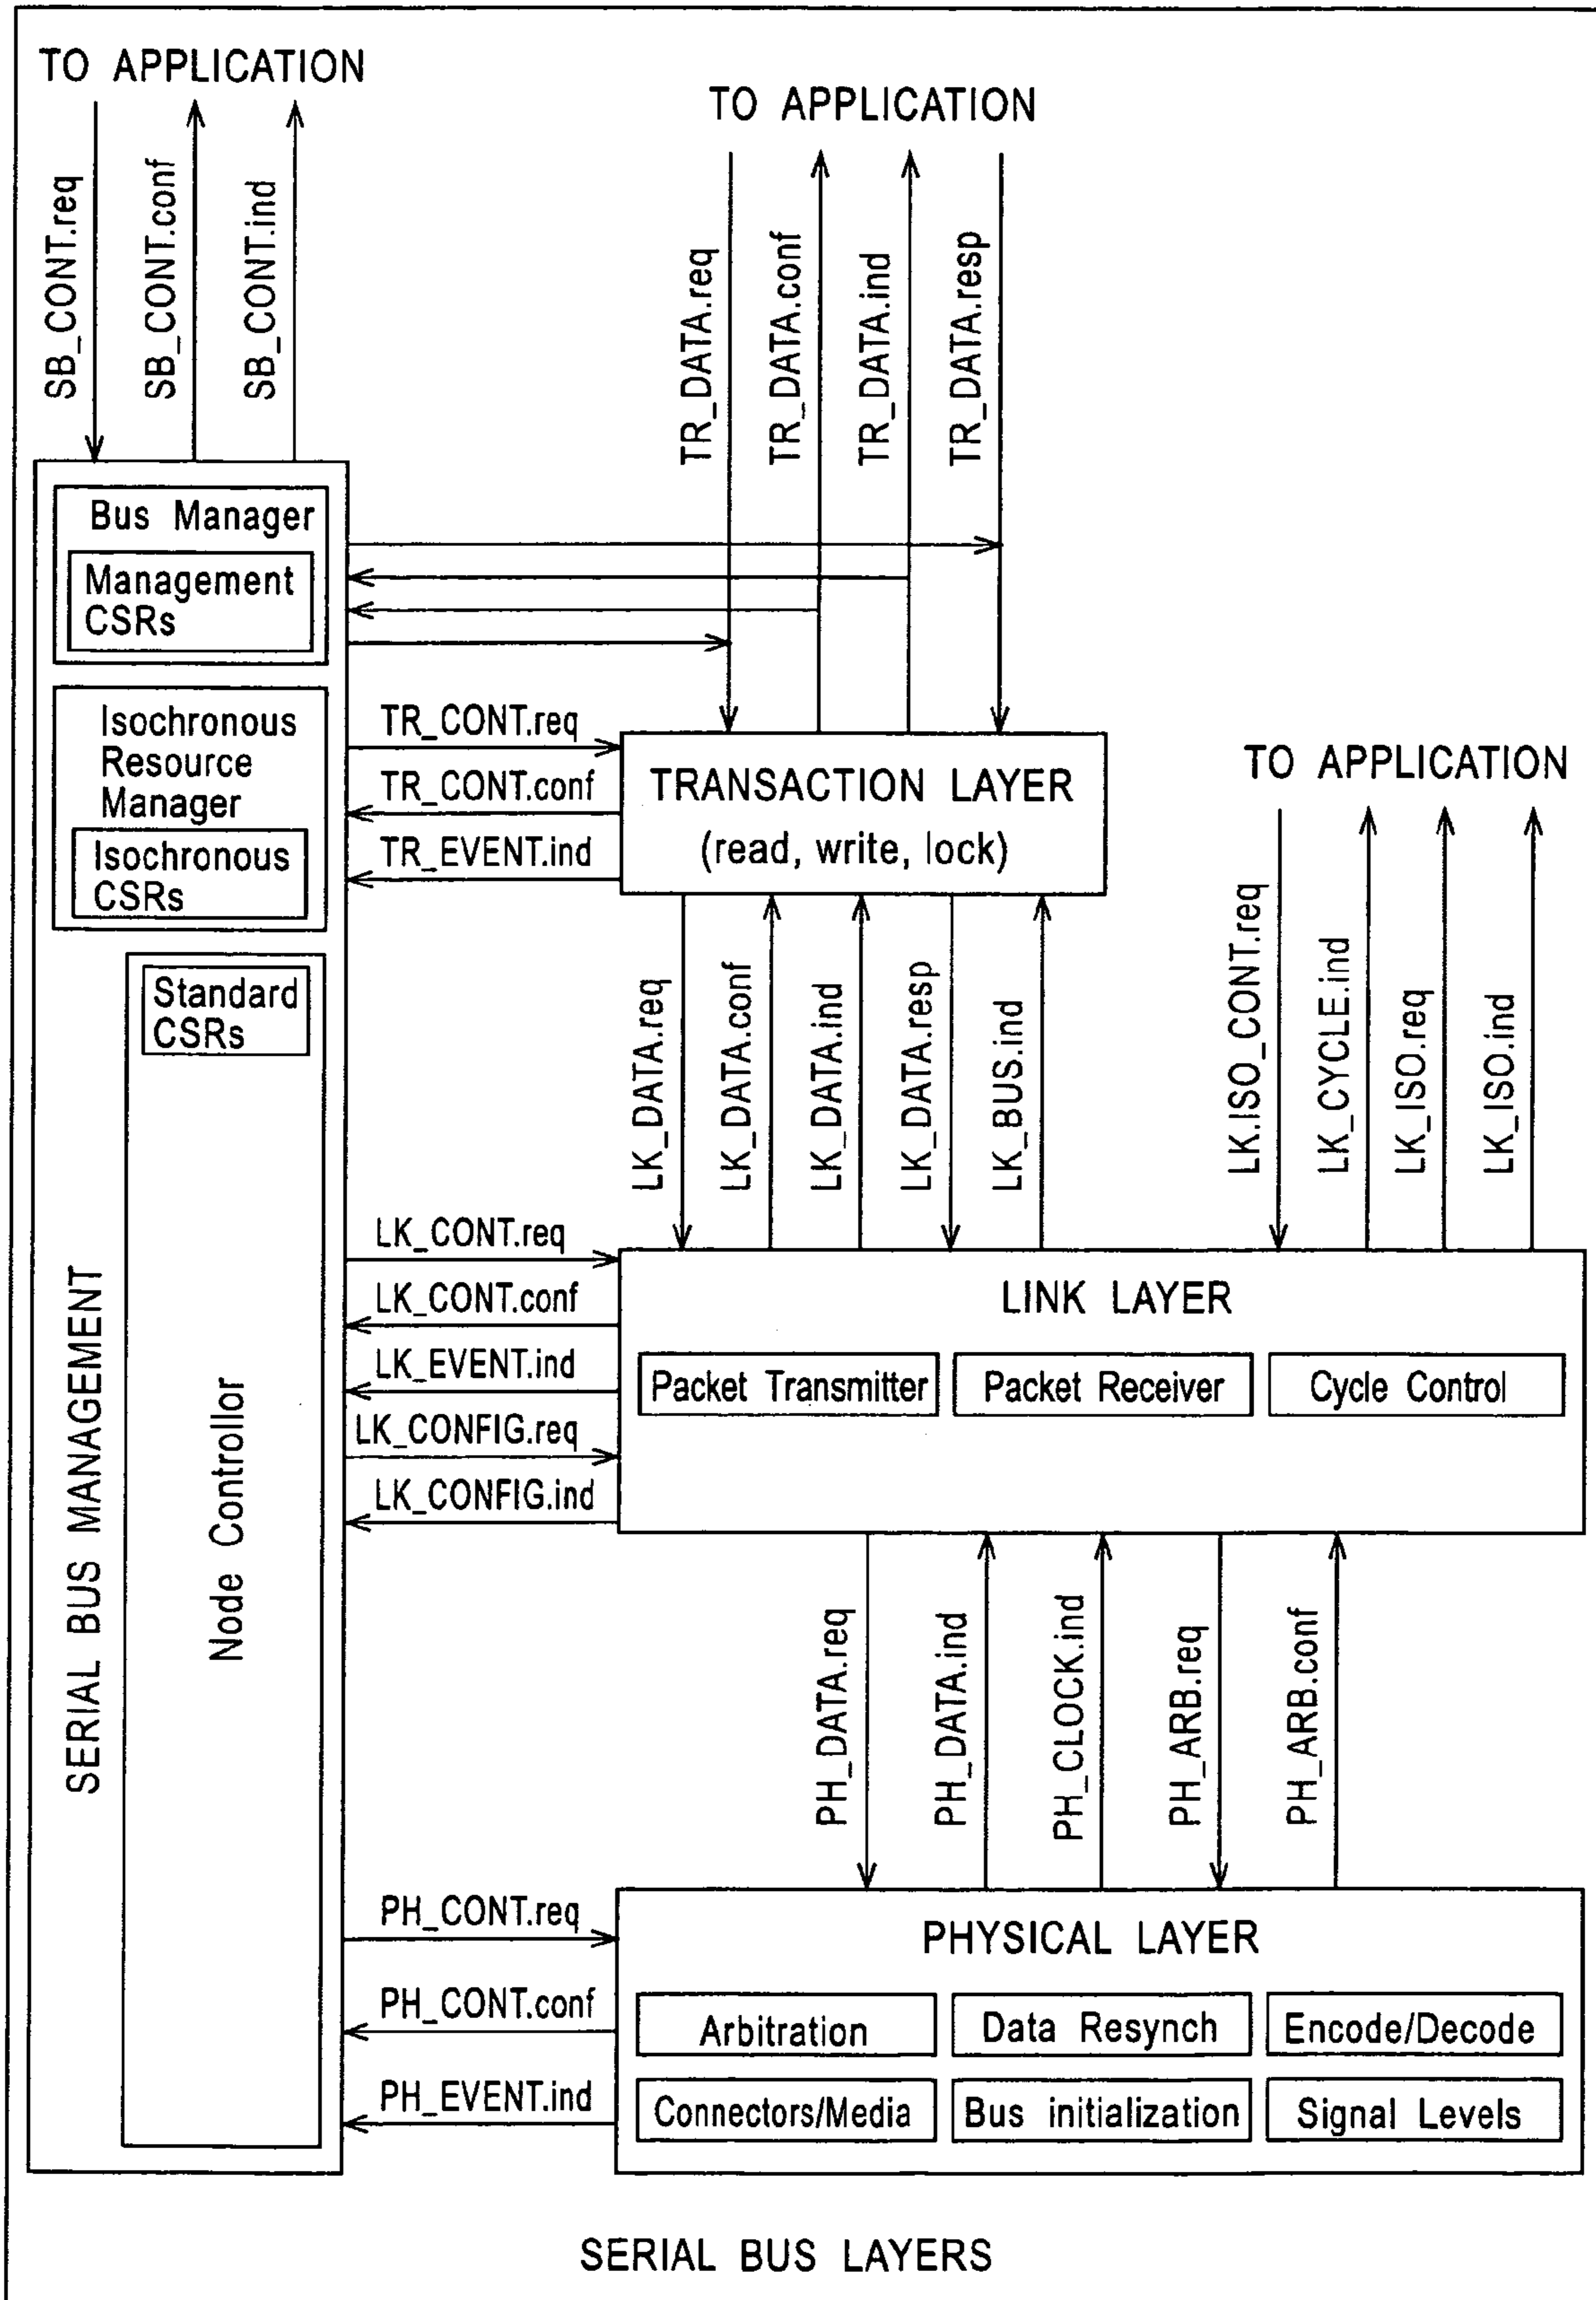 TO APPLICATION
SB_CONT.req
SB_CONT.conf
SB_CONT.ind
TO APPLICATION
TR_DATA.req
TR_DATA.conf
TR_DATA.ind
TR_DATA.resp
Bus Manager
Management
CSRs
Isochronous
Resource
Manager
Isochronous
CSRs
TR_CONT.req
TR_CONT.conf
TR_EVENT.ind
TRANSACTION LAYER
(read, write, lock)
TO APPLICATION
LK.ISO_CONT.req
LK_CYCLE.ind
LK_ISO.req
LK_ISO.ind
Standard
CSRs
LK_DATA.req
LK_DATA.conf
LK_DATA.ind
LK_DATA.resp
LK_BUS.ind
SERIAL BUS MANAGEMENT
Node Controllor
LK_CONT.req
LK_CONT.conf
LK_EVENT.ind
LK_CONFIG.req
LK_CONFIG.ind
LINK LAYER
Packet Transmitter
Packet Receiver
Cycle Control
PH_DATA.req
PH_DATA.ind
PH_CLOCK.ind
PH_ARB.req
PH_ARB.conf
PH_CONT.req
PH_CONT.conf
PH_EVENT.ind
PHYSICAL LAYER
Arbitration
Data Resynch
Encode/Decode
Connectors/Media
Bus initialization
Signal Levels
SERIAL BUS LAYERS